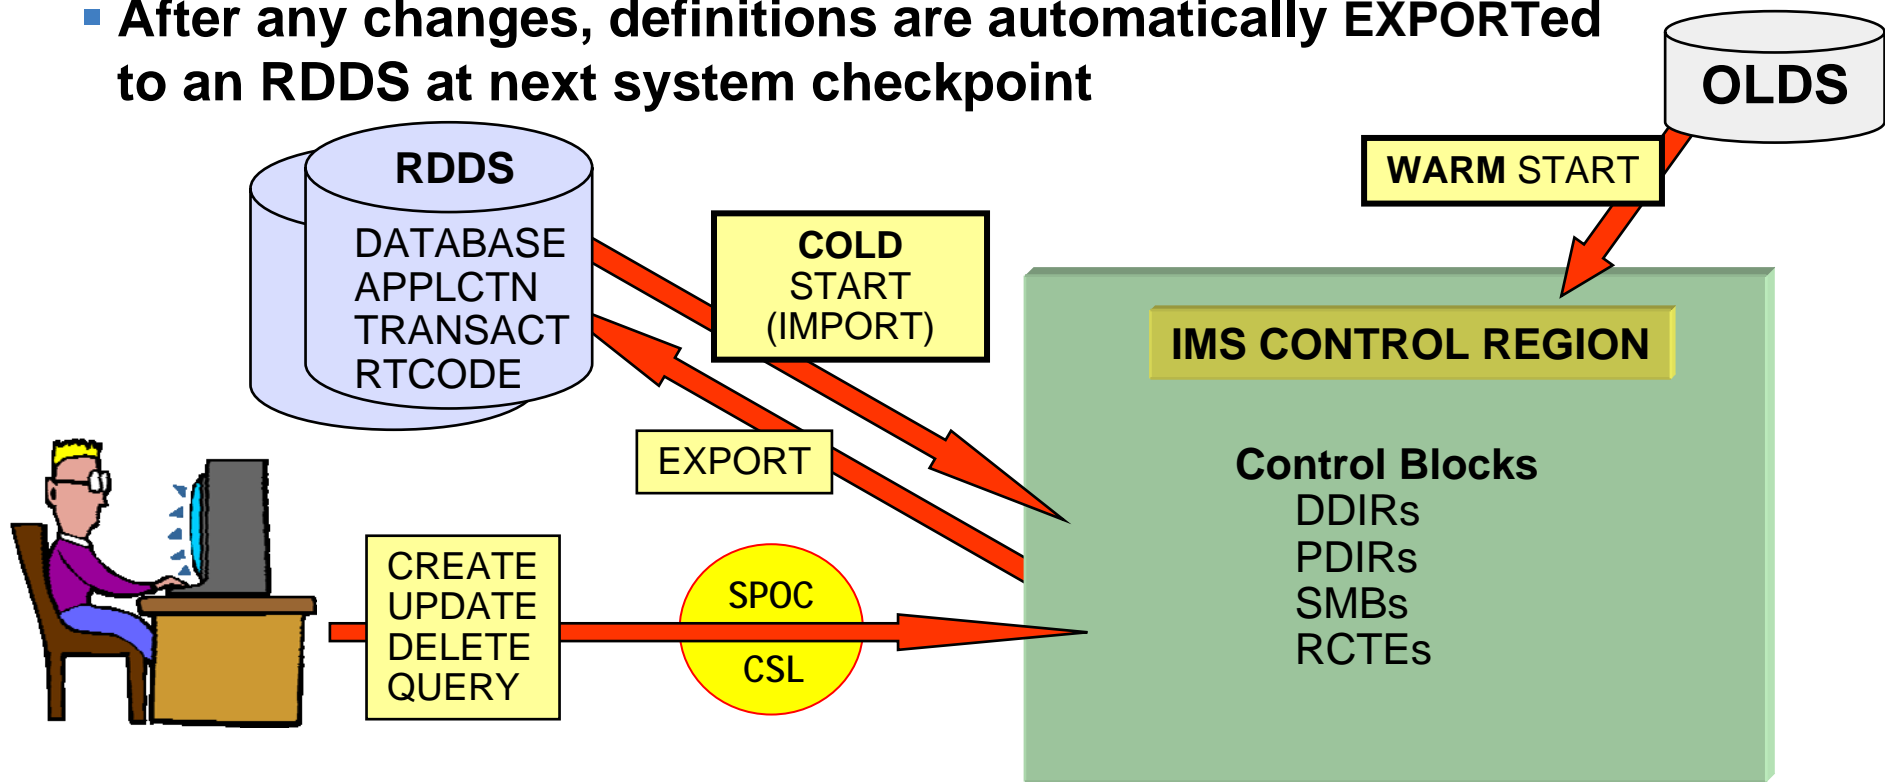 After any changes, definitions are automatically EXPORTed
to an RDDS at next system checkpoint
OLDS
WARM START
RDDS
DATABASE
APPLCTN
TRANSACT
RTCODE
COLD
START
(IMPORT)
IMS CONTROL REGION
EXPORT
Control Blocks
DDIRs
PDIRs
SMBs
RCTEs
CREATE
UPDATE
DELETE
QUERY
SPOC
CSL